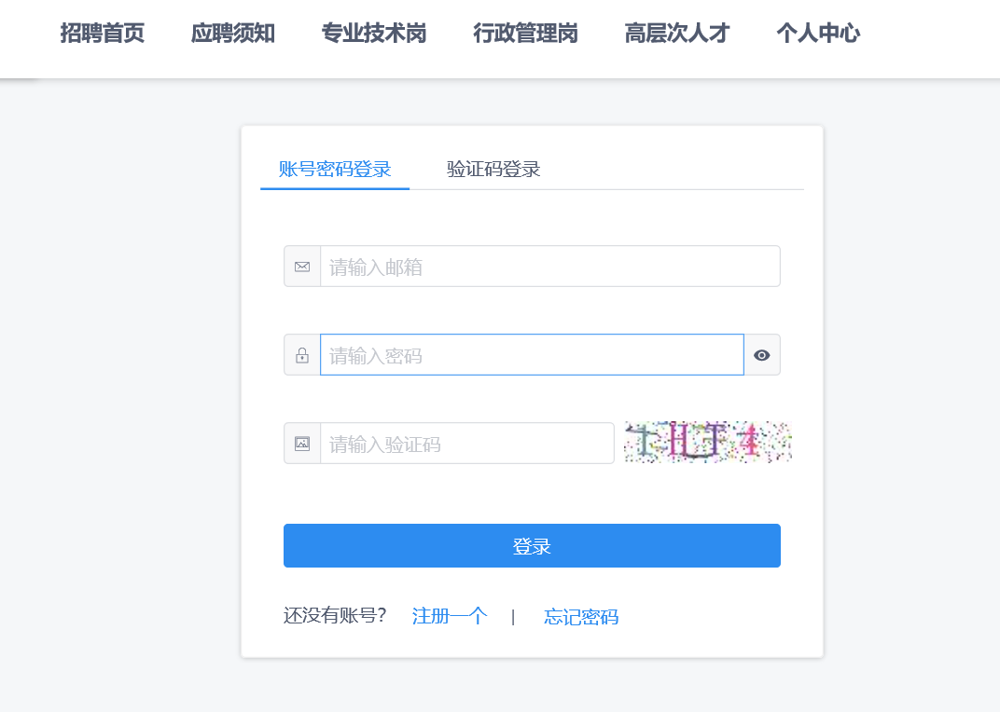 招聘首页 应聘须知 专业技术岗 行政管理岗 高层次人才 个人中心
账号密码登录 验证码登录
请输入邮箱
请输入密码
请输入验证码
登录
还没有账号? 注册一个 | 忘记密码